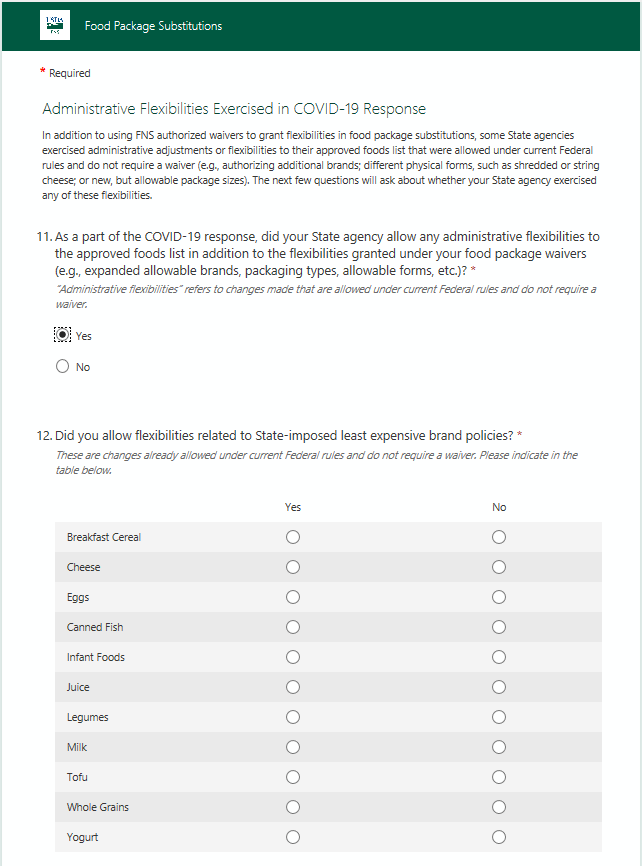 USDA
FNS
Food Package Substitutions
* Required
Administrative Flexibilities Exercised in COVID-19 Response
In addition to using FNS authorized waivers to grant flexibilities in food package substitutions, some State agencies
exercised administrative adjustments or flexibilities to their approved foods list that were allowed under current Federal
rules and do not require a waiver (e.g., authorizing additional brands; different physical forms, such as shredded or string
cheese; or new, but allowable package sizes). The next few questions will ask about whether your State agency exercised
any of these flexibilities.
11. As a part of the COVID-19 response, did your State agency allow any administrative flexibilities to
the approved foods list in addition to the flexibilities granted under your food package waivers
(e.g., expanded allowable brands, packaging types, allowable forms, etc.)? *
"Administrative flexibilities" refers to changes made that are allowed under current Federal rules and do not require a
waiver.
Yes
No
12. Did you allow flexibilities related to State-imposed least expensive brand policies? *
These are changes already allowed under current Federal rules and do not require a waiver. Please indicate in the
table below.
Yes No
Breakfast Cereal
Cheese
Eggs
Canned Fish
Infant Foods
Juice
Legumes
Milk
Tofu
Whole Grains
Yogurt